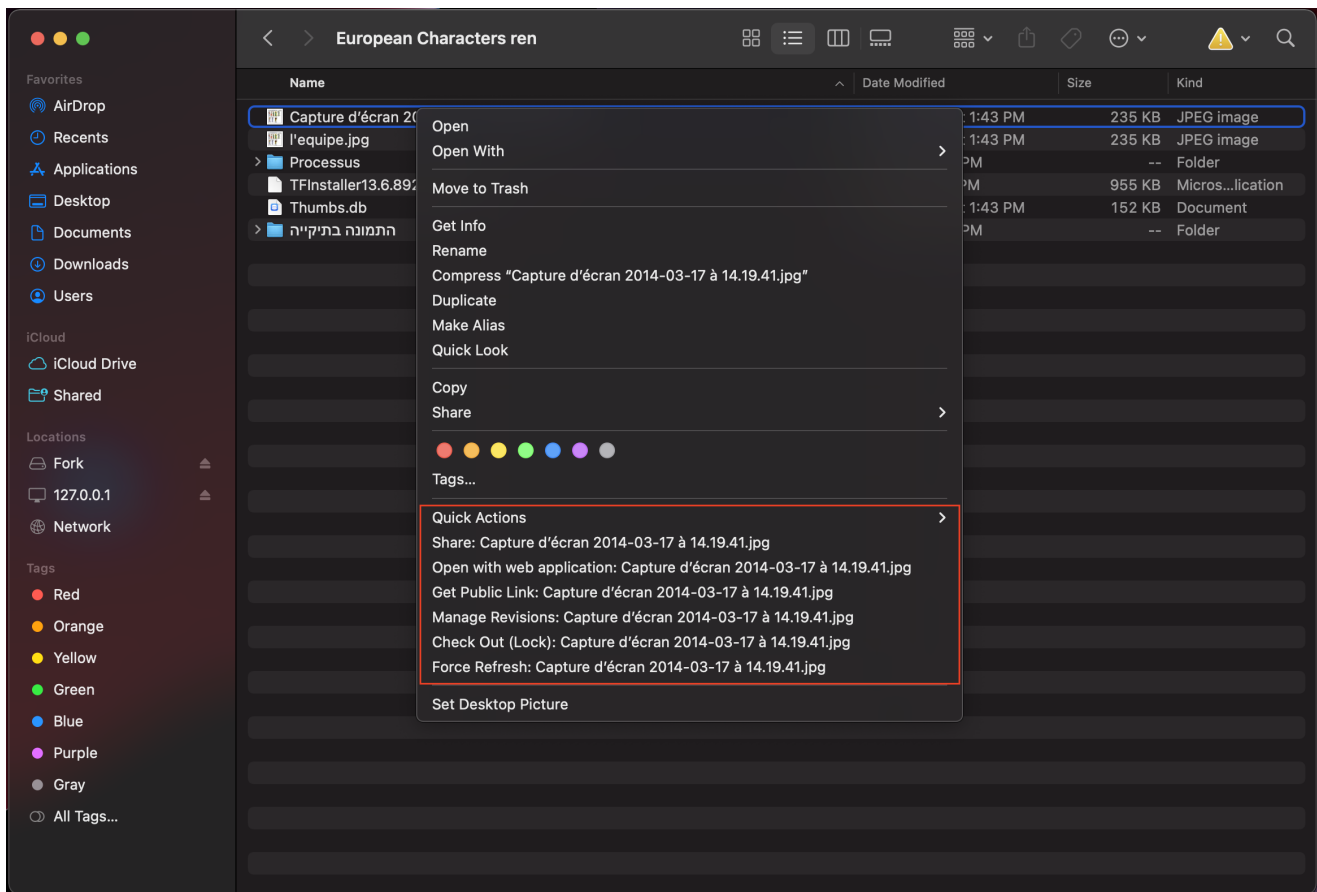 European Characters ren
Favorites
AirDrop
Recents
Applications
Desktop
Documents
Downloads
Users
iCloud
iCloud Drive
Shared
Locations
Fork
127.0.0.1
Network
Tags
Red
Orange
Yellow
Green
Blue
Purple
Gray
All Tags...
Name Date Modified Size Kind
Capture d’écran 20 : 1:43 PM 235 KB JPEG image
l'equipe.jpg : 1:43 PM 235 KB JPEG image
Processus PM -- Folder
TFInstaller13.6.892 PM 955 KB Micros...lication
Thumbs.db : 1:43 PM 152 KB Document
התמונה בתיקייה PM -- Folder
Open
Open With
Move to Trash
Get Info
Rename
Compress “Capture d’écran 2014-03-17 à 14.19.41.jpg”
Duplicate
Make Alias
Quick Look
Copy
Share
Tags...
Quick Actions
Share: Capture d’écran 2014-03-17 à 14.19.41.jpg
Open with web application: Capture d’écran 2014-03-17 à 14.19.41.jpg
Get Public Link: Capture d’écran 2014-03-17 à 14.19.41.jpg
Manage Revisions: Capture d’écran 2014-03-17 à 14.19.41.jpg
Check Out (Lock): Capture d’écran 2014-03-17 à 14.19.41.jpg
Force Refresh: Capture d’écran 2014-03-17 à 14.19.41.jpg
Set Desktop Picture